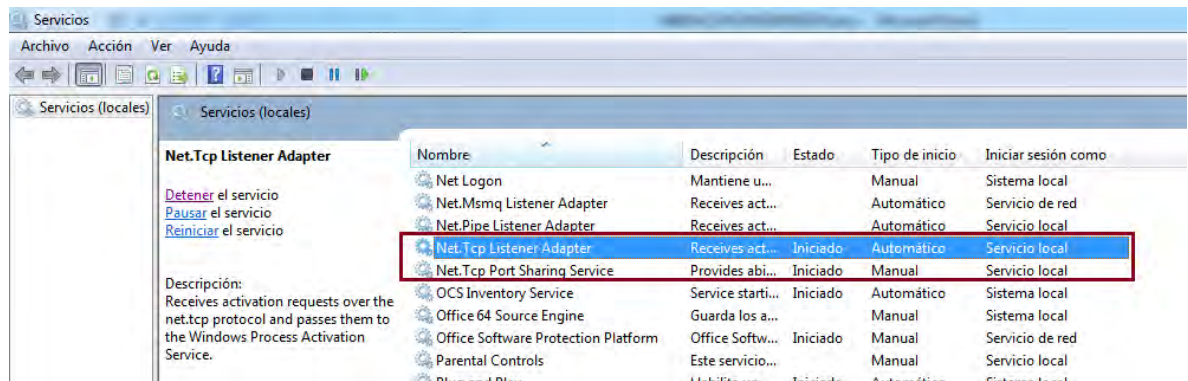 Servicios
Archivo Acción Ver Ayuda
Servicios (locales)
Servicios (locales)
Net.Tcp Listener Adapter
Detener el servicio
Pausar el servicio
Reiniciar el servicio
Descripción:
Receives activation requests over the
net.tcp protocol and passes them to
the Windows Process Activation
Service.
Nombre Descripción Estado Tipo de inicio Iniciar sesión como
Net Logon Mantiene u... Manual Sistema local
Net.Msmq Listener Adapter Receives act... Automático Servicio de red
Net.Pipe Listener Adapter Receives act... Automático Servicio local
Net.Tcp Listener Adapter Receives act... Iniciado Automático Servicio local
Net.Tcp Port Sharing Service Provides abi... Iniciado Manual Servicio local
OCS Inventory Service Service starti... Iniciado Automático Sistema local
Office 64 Source Engine Guarda los a... Manual Sistema local
Office Software Protection Platform Office Softw... Iniciado Manual Servicio de red
Parental Controls Este servicio... Manual Servicio local